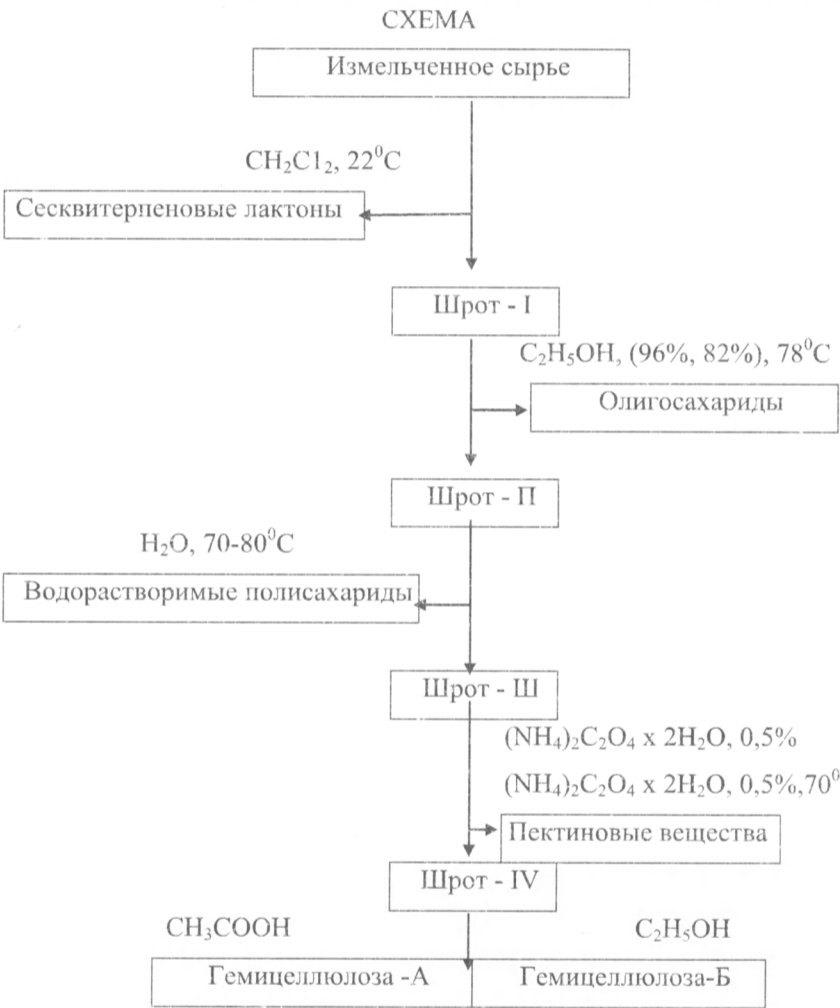 СХЕМА
Измельченное сырье
CH₂Cl₂, 22⁰C
Сесквитерпеновые лактоны
Шрот - I
C₂H₅OH, (96%, 82%), 78⁰C
Олигосахариды
Шрот - П
H₂O, 70-80⁰C
Водорастворимые полисахариды
Шрот - Ш
(NH₄)₂C₂O₄ x 2H₂O, 0,5%
(NH₄)₂C₂O₄ x 2H₂O, 0,5%,70⁰
Пектиновые вещества
Шрот - IV
CH₃COOH C₂H₅OH
Гемицеллюлоза -А Гемицеллюлоза-Б